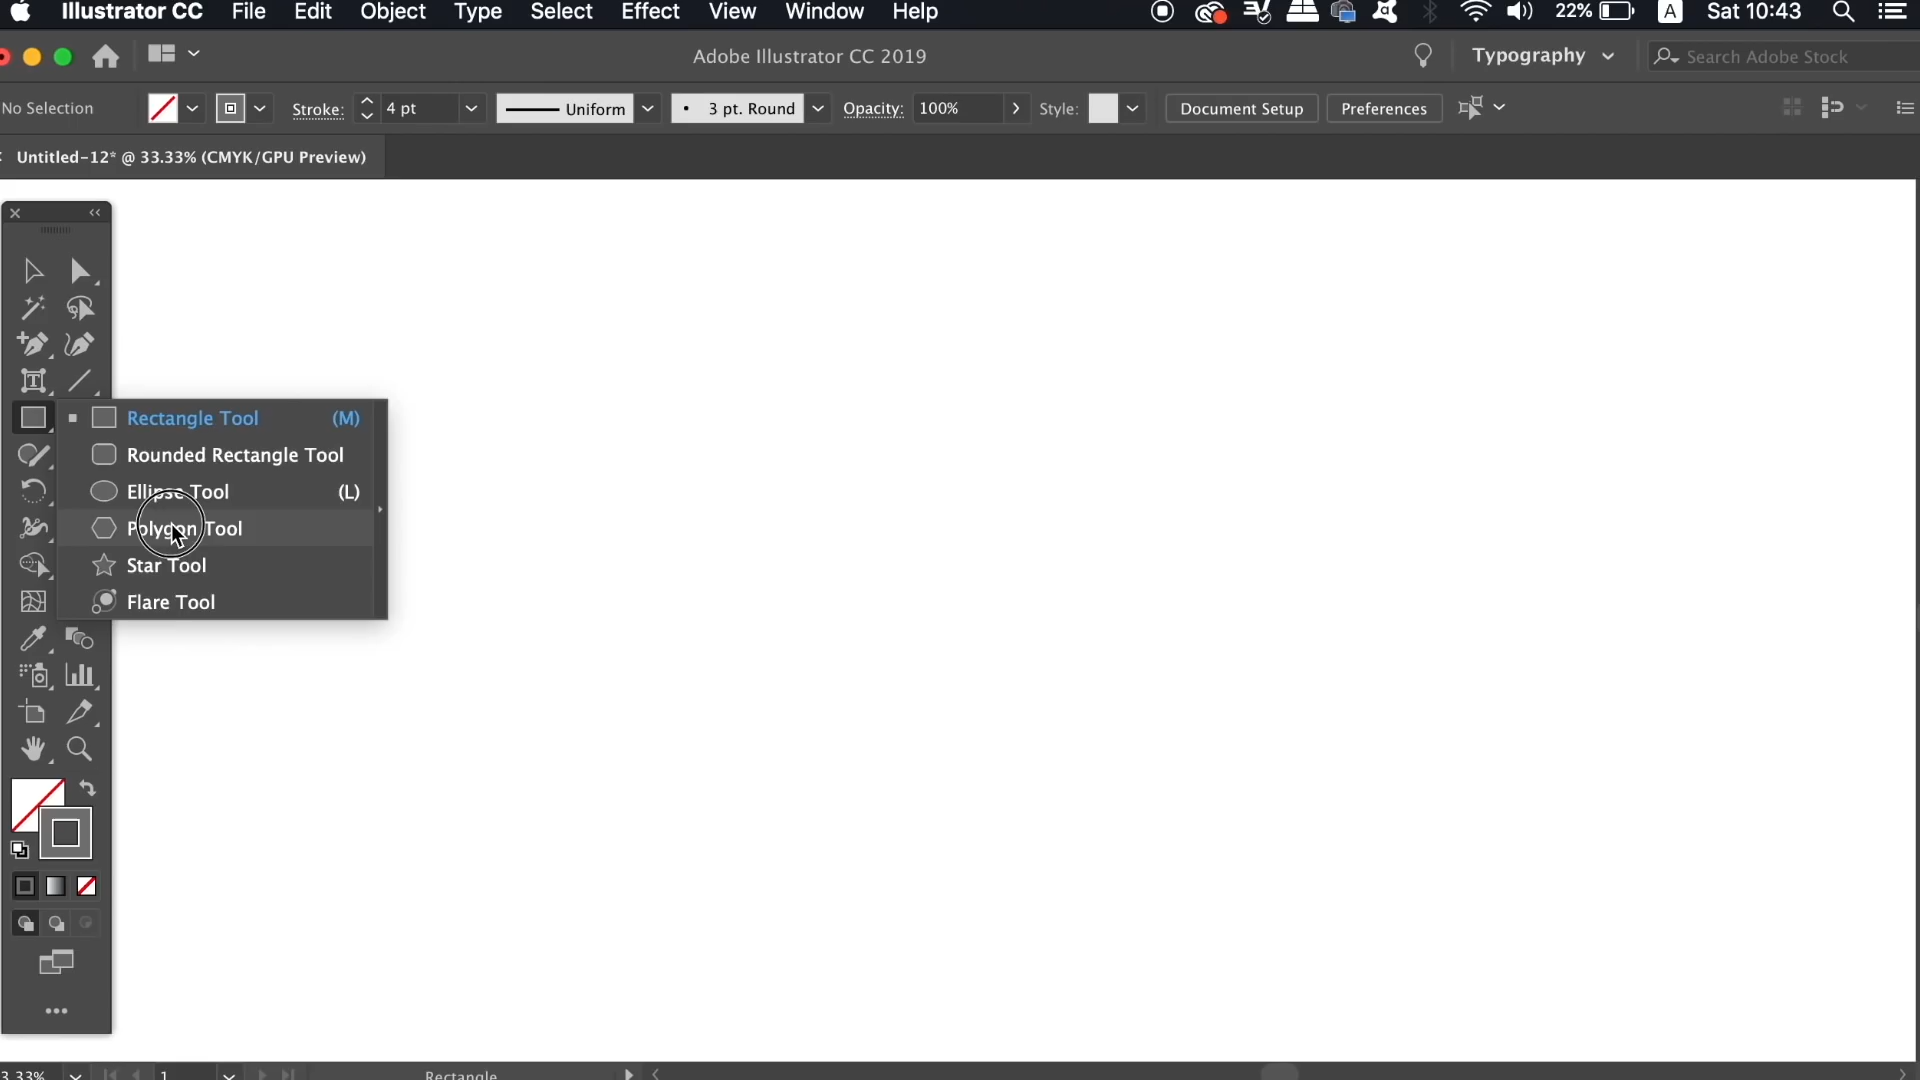 Illustrator CC File Edit Object Type Select Effect View Window Help 22% A Sat 10:43
Adobe Illustrator CC 2019 Typography Search Adobe Stock
No Selection Stroke: 4 pt Uniform 3 pt. Round Opacity: 100% Style: Document Setup Preferences
Untitled-12* @ 33.33% (CMYK/GPU Preview)
Rectangle Tool (M)
Rounded Rectangle Tool
Ellipse Tool (L)
Polygon Tool
Star Tool
Flare Tool
3.33% 1 Rectangle